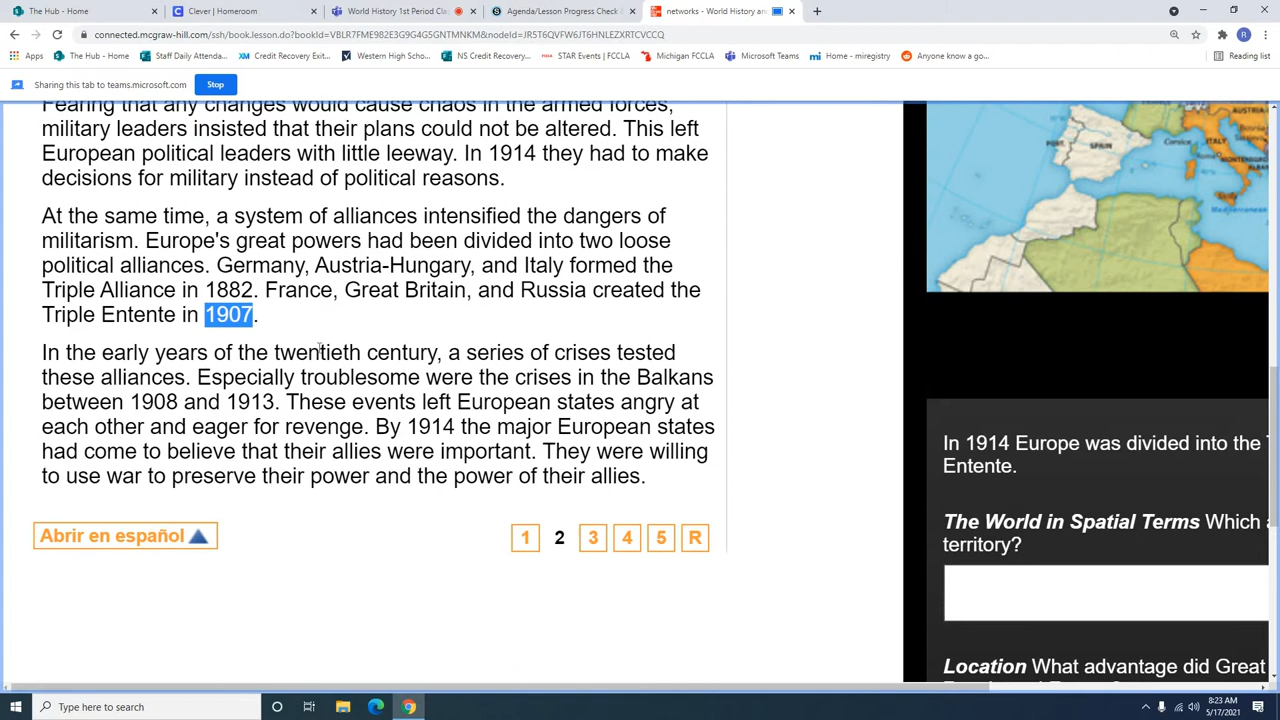 The Hub - Home
Clever | Homeroom
World History 1st Period Cla
Agenda/Lesson Progress Check &
networks - World History and
connected.mcgraw-hill.com/ssh/book.lesson.do?bookId=VBLR7FME982E3G9G4G5GNTMNKM&nodeId=JR5T6QVFW6JT6HNLEZXRTCVCCQ
R
Apps
The Hub - Home
Staff Daily Attenda...
Credit Recovery Exit...
Western High Scho...
NS Credit Recovery...
STAR Events | FCCLA
Michigan FCCLA
Microsoft Teams
Home - miregistry
Anyone know a go...
Reading list
Sharing this tab to teams.microsoft.com
Stop
Fearing that any changes would cause chaos in the armed forces,
military leaders insisted that their plans could not be altered. This left
European political leaders with little leeway. In 1914 they had to make
decisions for military instead of political reasons.
At the same time, a system of alliances intensified the dangers of
militarism. Europe's great powers had been divided into two loose
political alliances. Germany, Austria-Hungary, and Italy formed the
Triple Alliance in 1882. France, Great Britain, and Russia created the
Triple Entente in 1907.
In the early years of the twentieth century, a series of crises tested
these alliances. Especially troublesome were the crises in the Balkans
between 1908 and 1913. These events left European states angry at
each other and eager for revenge. By 1914 the major European states
had come to believe that their allies were important. They were willing
to use war to preserve their power and the power of their allies.
Abrir en español
1 2 3 4 5 R
PORT.
SPAIN
Corsica
Rome
In 1914 Europe was divided into the
Entente.
The World in Spatial Terms Which
territory?
Location What advantage did Great
Type here to search
8:23 AM
5/17/2021